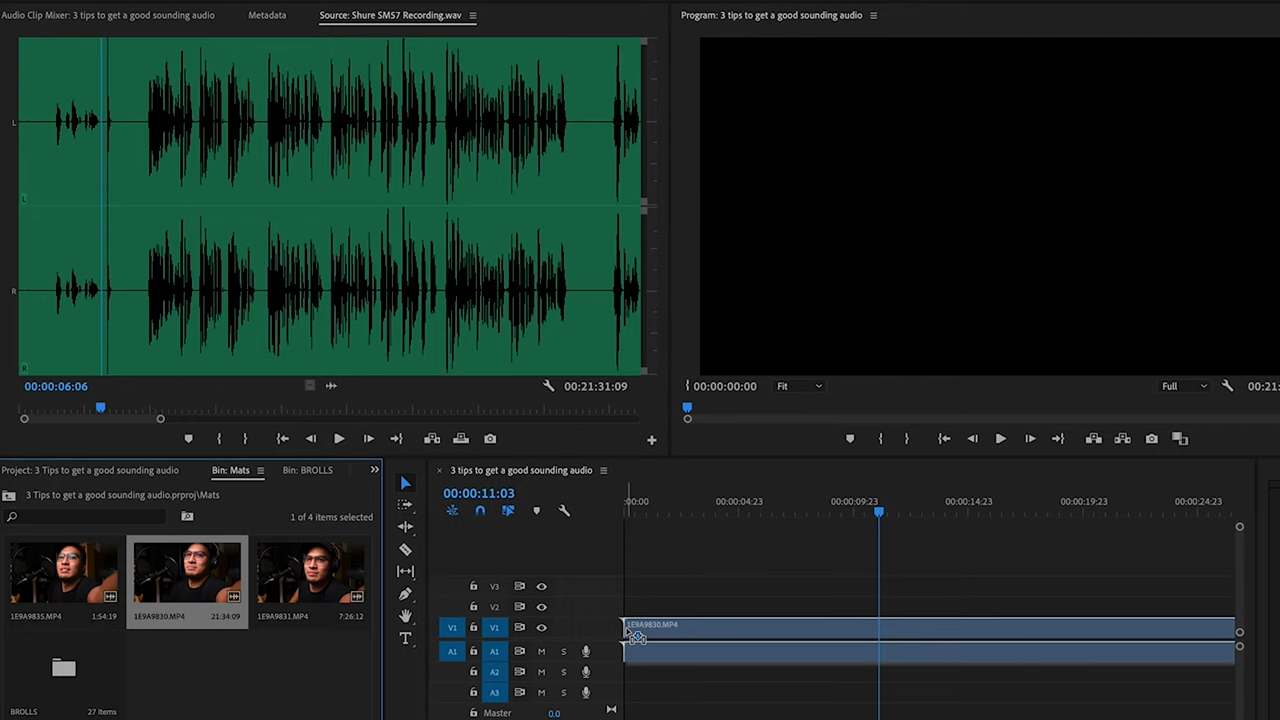 Audio Clip Mixer: 3 tips to get a good sounding audio
Metadata
Source: Shure SMS7 Recording.wav
Program: 3 tips to get a good sounding audio
L
L
R
R
00:00:06:06
00:21:31:09
00:00:00:00
Fit
Full
00:21:
Project: 3 Tips to get a good sounding audio
Bin: Mats
Bin: BROLLS
3 Tips to get a good sounding audio.prproj\Mats
1 of 4 items selected
1E9A9835.MP4
1:54:19
1E9A9830.MP4
21:34:09
1E9A9831.MP4
7:26:12
BROLLS
27 Items
3 tips to get a good sounding audio
00:00:11:03
:00:00
00:00:04:23
00:00:09:23
00:00:14:23
00:00:19:23
00:00:24:23
V3
V2
V1
V1
1E9A9830.MP4
A1
A1
M
S
A2
M
S
A3
M
S
Master
0.0